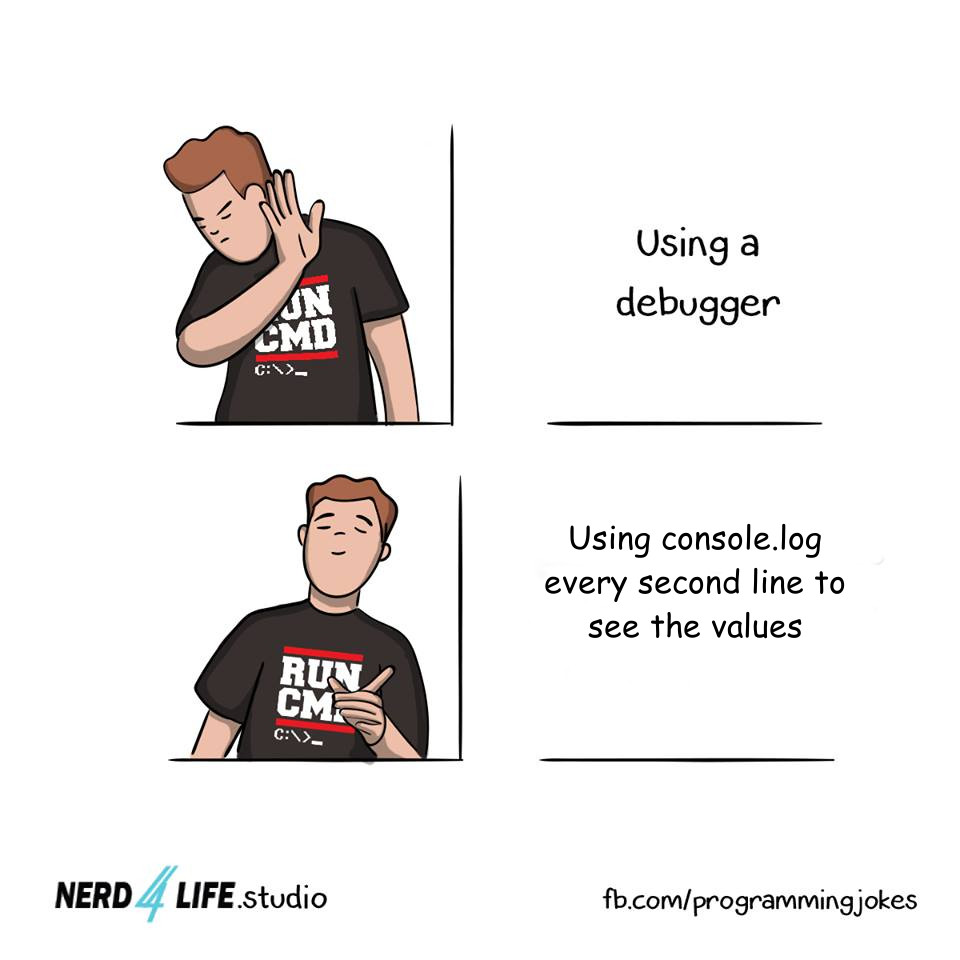 Using a
debugger
RUN
CMD
C:\>_
Using console.log
every second line to
see the values
RUN
CM
C:\>_
NERD 4 LIFE.studio
fb.com/programmingjokes